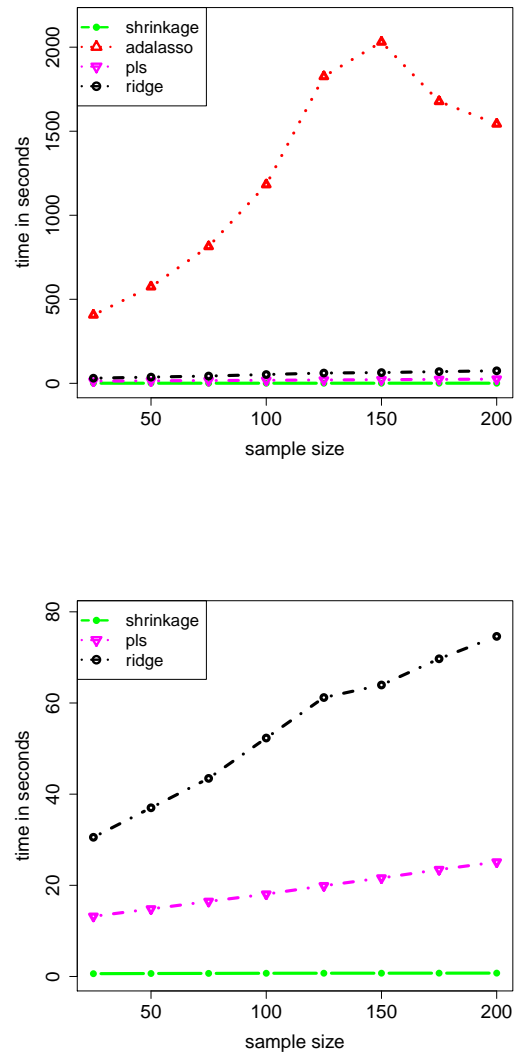 shrinkage
adalasso
pls
ridge
time in seconds
2000
1500
1000
500
0
50 100 150 200
sample size
shrinkage
pls
ridge
time in seconds
80
60
40
20
0
50 100 150 200
sample size